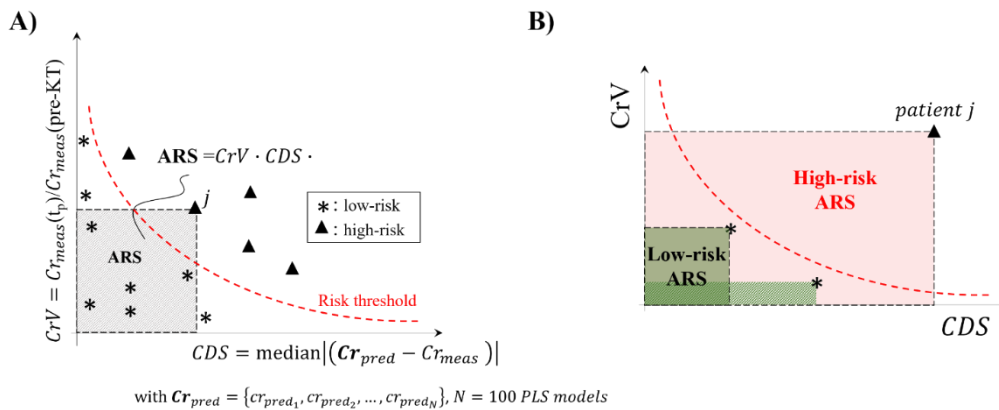 A)
CrV = Cr_meas(t_p)/Cr_meas(pre-KT)
ARS =CrV · CDS ·
j
*: low-risk
▲: high-risk
ARS
Risk threshold
CDS = median|(Cr_pred − Cr_meas)|
with Cr_pred = {cr_pred_1, cr_pred_2, …, cr_pred_N}, N = 100 PLS models
B)
CrV
patient j
High-risk
ARS
Low-risk
ARS
CDS